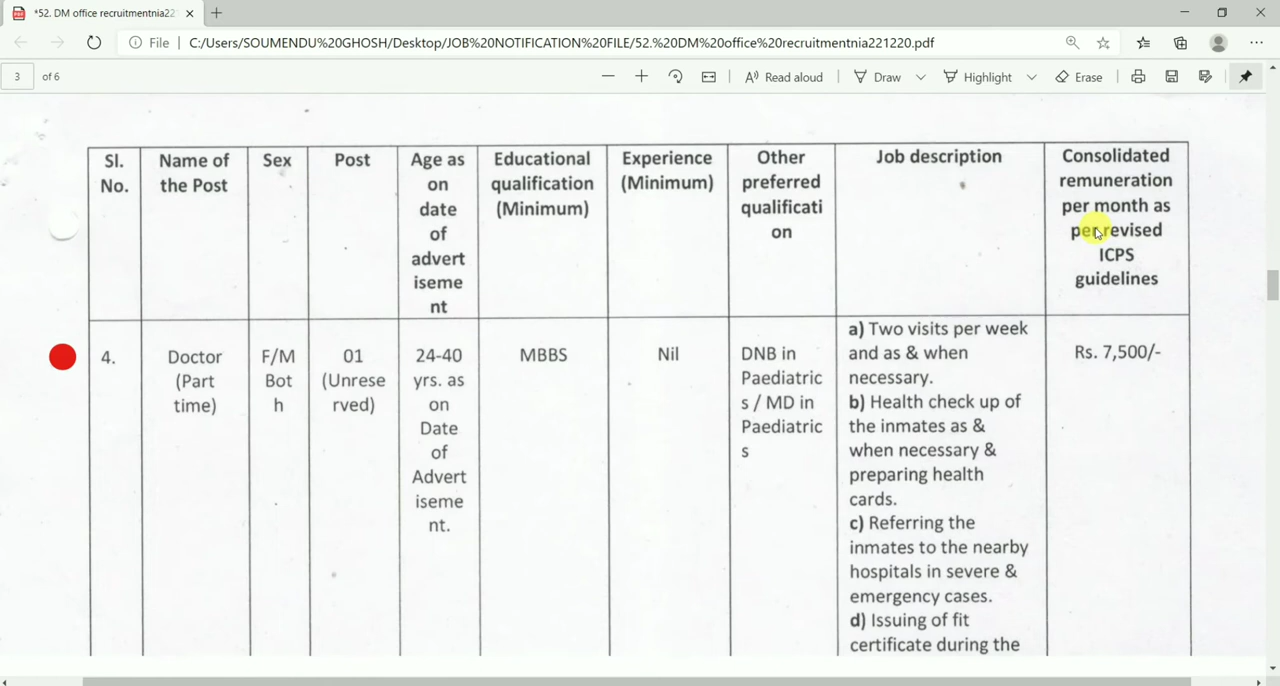 *52. DM office recruitmentnia22
File
C:/Users/SOUMENDU%20GHOSH/Desktop/JOB%20NOTIFICATION%20FILE/52.%20DM%20office%20recruitmentnia221220.pdf
3 of 6
Read aloud
Draw
Highlight
Erase
Sl.
No.
Name of
the Post
Sex
Post
Age as
on
date
of
advert
iseme
nt
Educational
qualification
(Minimum)
Experience
(Minimum)
Other
preferred
qualificati
on
Job description
Consolidated
remuneration
per month as
per revised
ICPS
guidelines
4.
Doctor
(Part
time)
F/M
Bot
h
01
(Unrese
rved)
24-40
yrs. as
on
Date
of
Advert
iseme
nt.
MBBS
Nil
DNB in
Paediatric
s / MD in
Paediatric
s
a) Two visits per week
and as & when
necessary.
b) Health check up of
the inmates as &
when necessary &
preparing health
cards.
c) Referring the
inmates to the nearby
hospitals in severe &
emergency cases.
d) Issuing of fit
certificate during the
Rs. 7,500/-